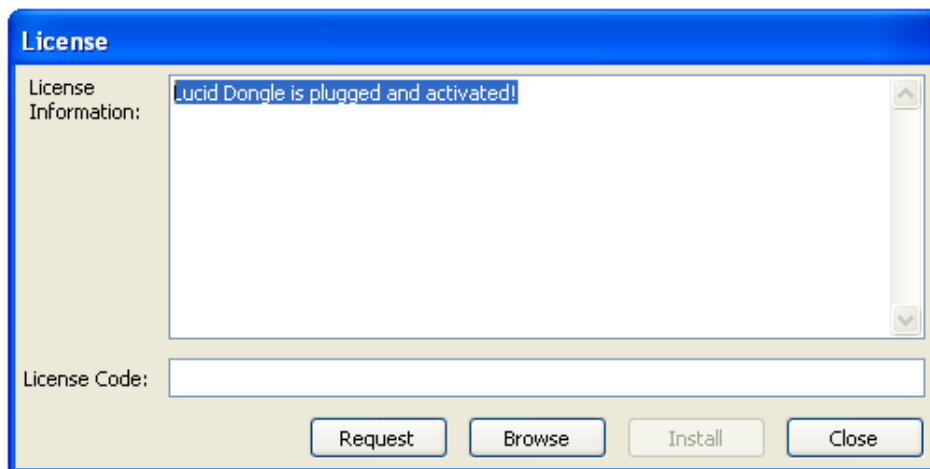 License
License
Information:
Lucid Dongle is plugged and activated!
License Code:
Request
Browse
Install
Close